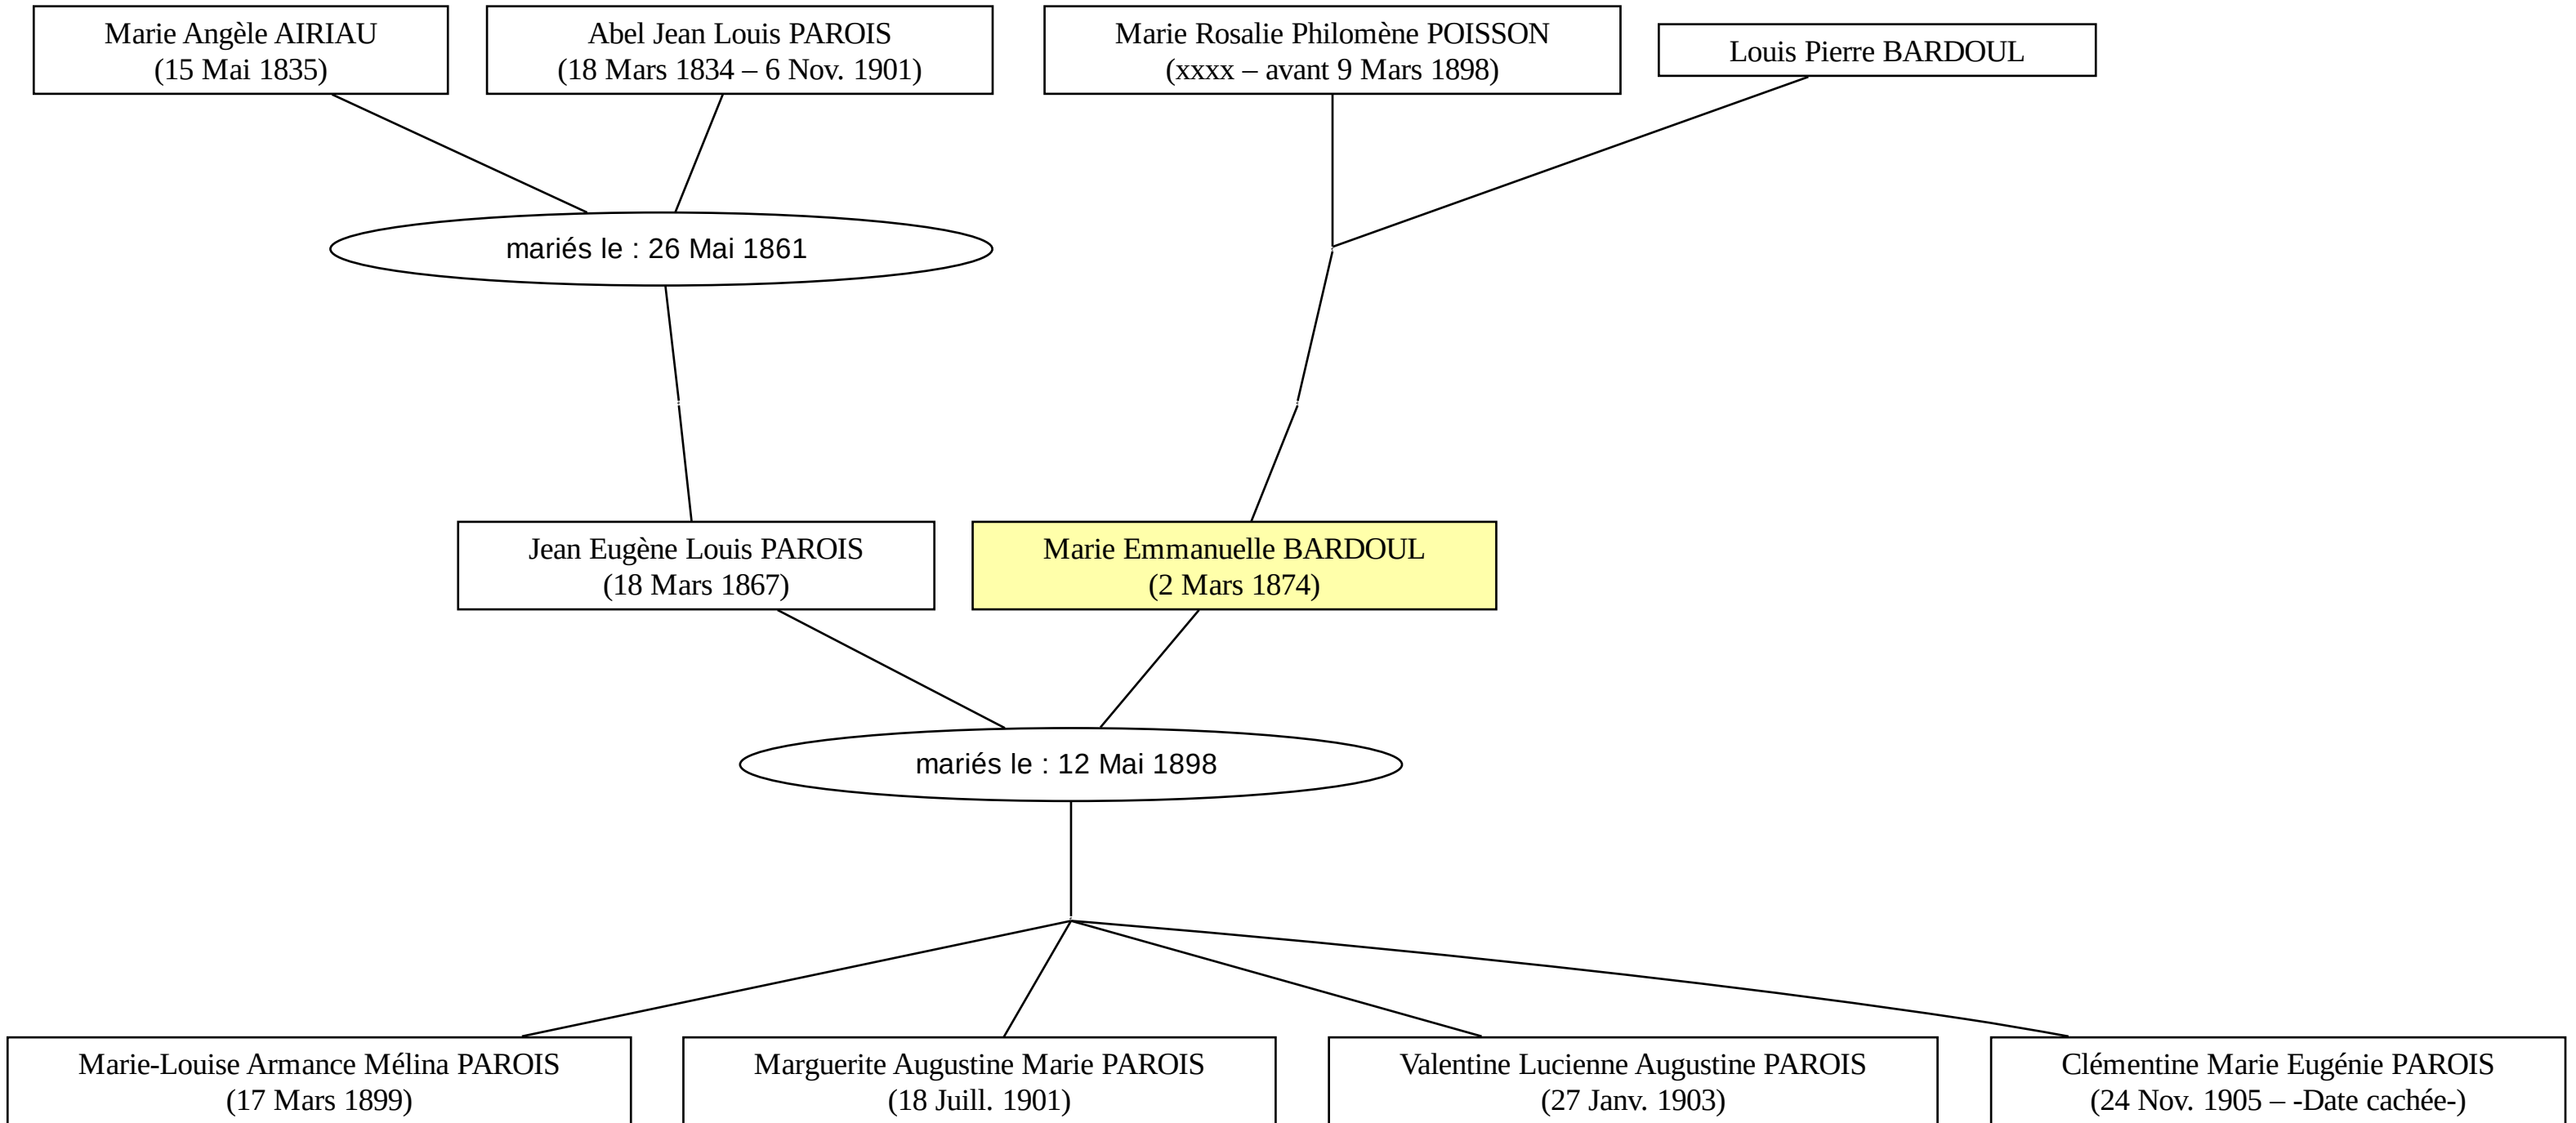 Marie Angèle AIRIAU
(15 Mai 1835)
Abel Jean Louis PAROIS
(18 Mars 1834 – 6 Nov. 1901)
Marie Rosalie Philomène POISSON
(xxxx – avant 9 Mars 1898)
Louis Pierre BARDOUL
mariés le : 26 Mai 1861
Jean Eugène Louis PAROIS
(18 Mars 1867)
Marie Emmanuelle BARDOUL
(2 Mars 1874)
mariés le : 12 Mai 1898
Marie-Louise Armance Mélina PAROIS
(17 Mars 1899)
Marguerite Augustine Marie PAROIS
(18 Juill. 1901)
Valentine Lucienne Augustine PAROIS
(27 Janv. 1903)
Clémentine Marie Eugénie PAROIS
(24 Nov. 1905 – -Date cachée-)